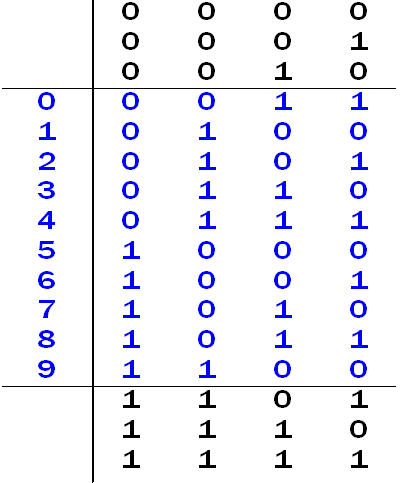 0 0 0 0
0 0 0 1
0 0 1 0
0 0 0 1 1
1 0 1 0 0
2 0 1 0 1
3 0 1 1 0
4 0 1 1 1
5 1 0 0 0
6 1 0 0 1
7 1 0 1 0
8 1 0 1 1
9 1 1 0 0
1 1 0 1
1 1 1 0
1 1 1 1